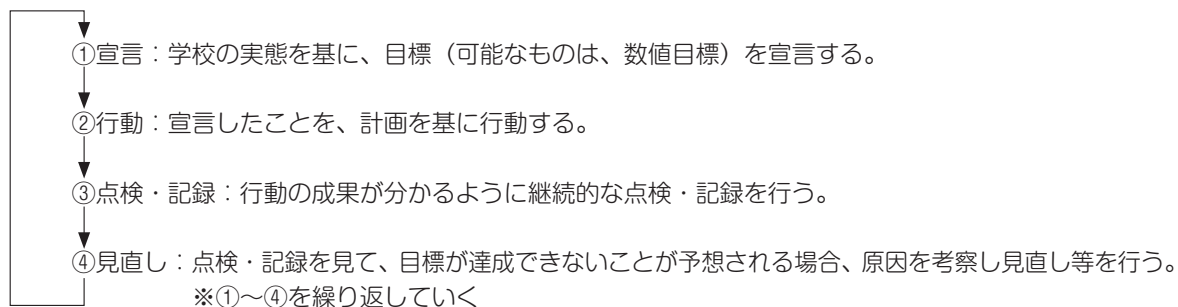 ①宣言：学校の実態を基に、目標（可能なものは、数値目標）を宣言する。
②行動：宣言したことを、計画を基に行動する。
③点検・記録：行動の成果が分かるように継続的な点検・記録を行う。
④見直し：点検・記録を見て、目標が達成できないことが予想される場合、原因を考察し見直し等を行う。
※①～④を繰り返していく